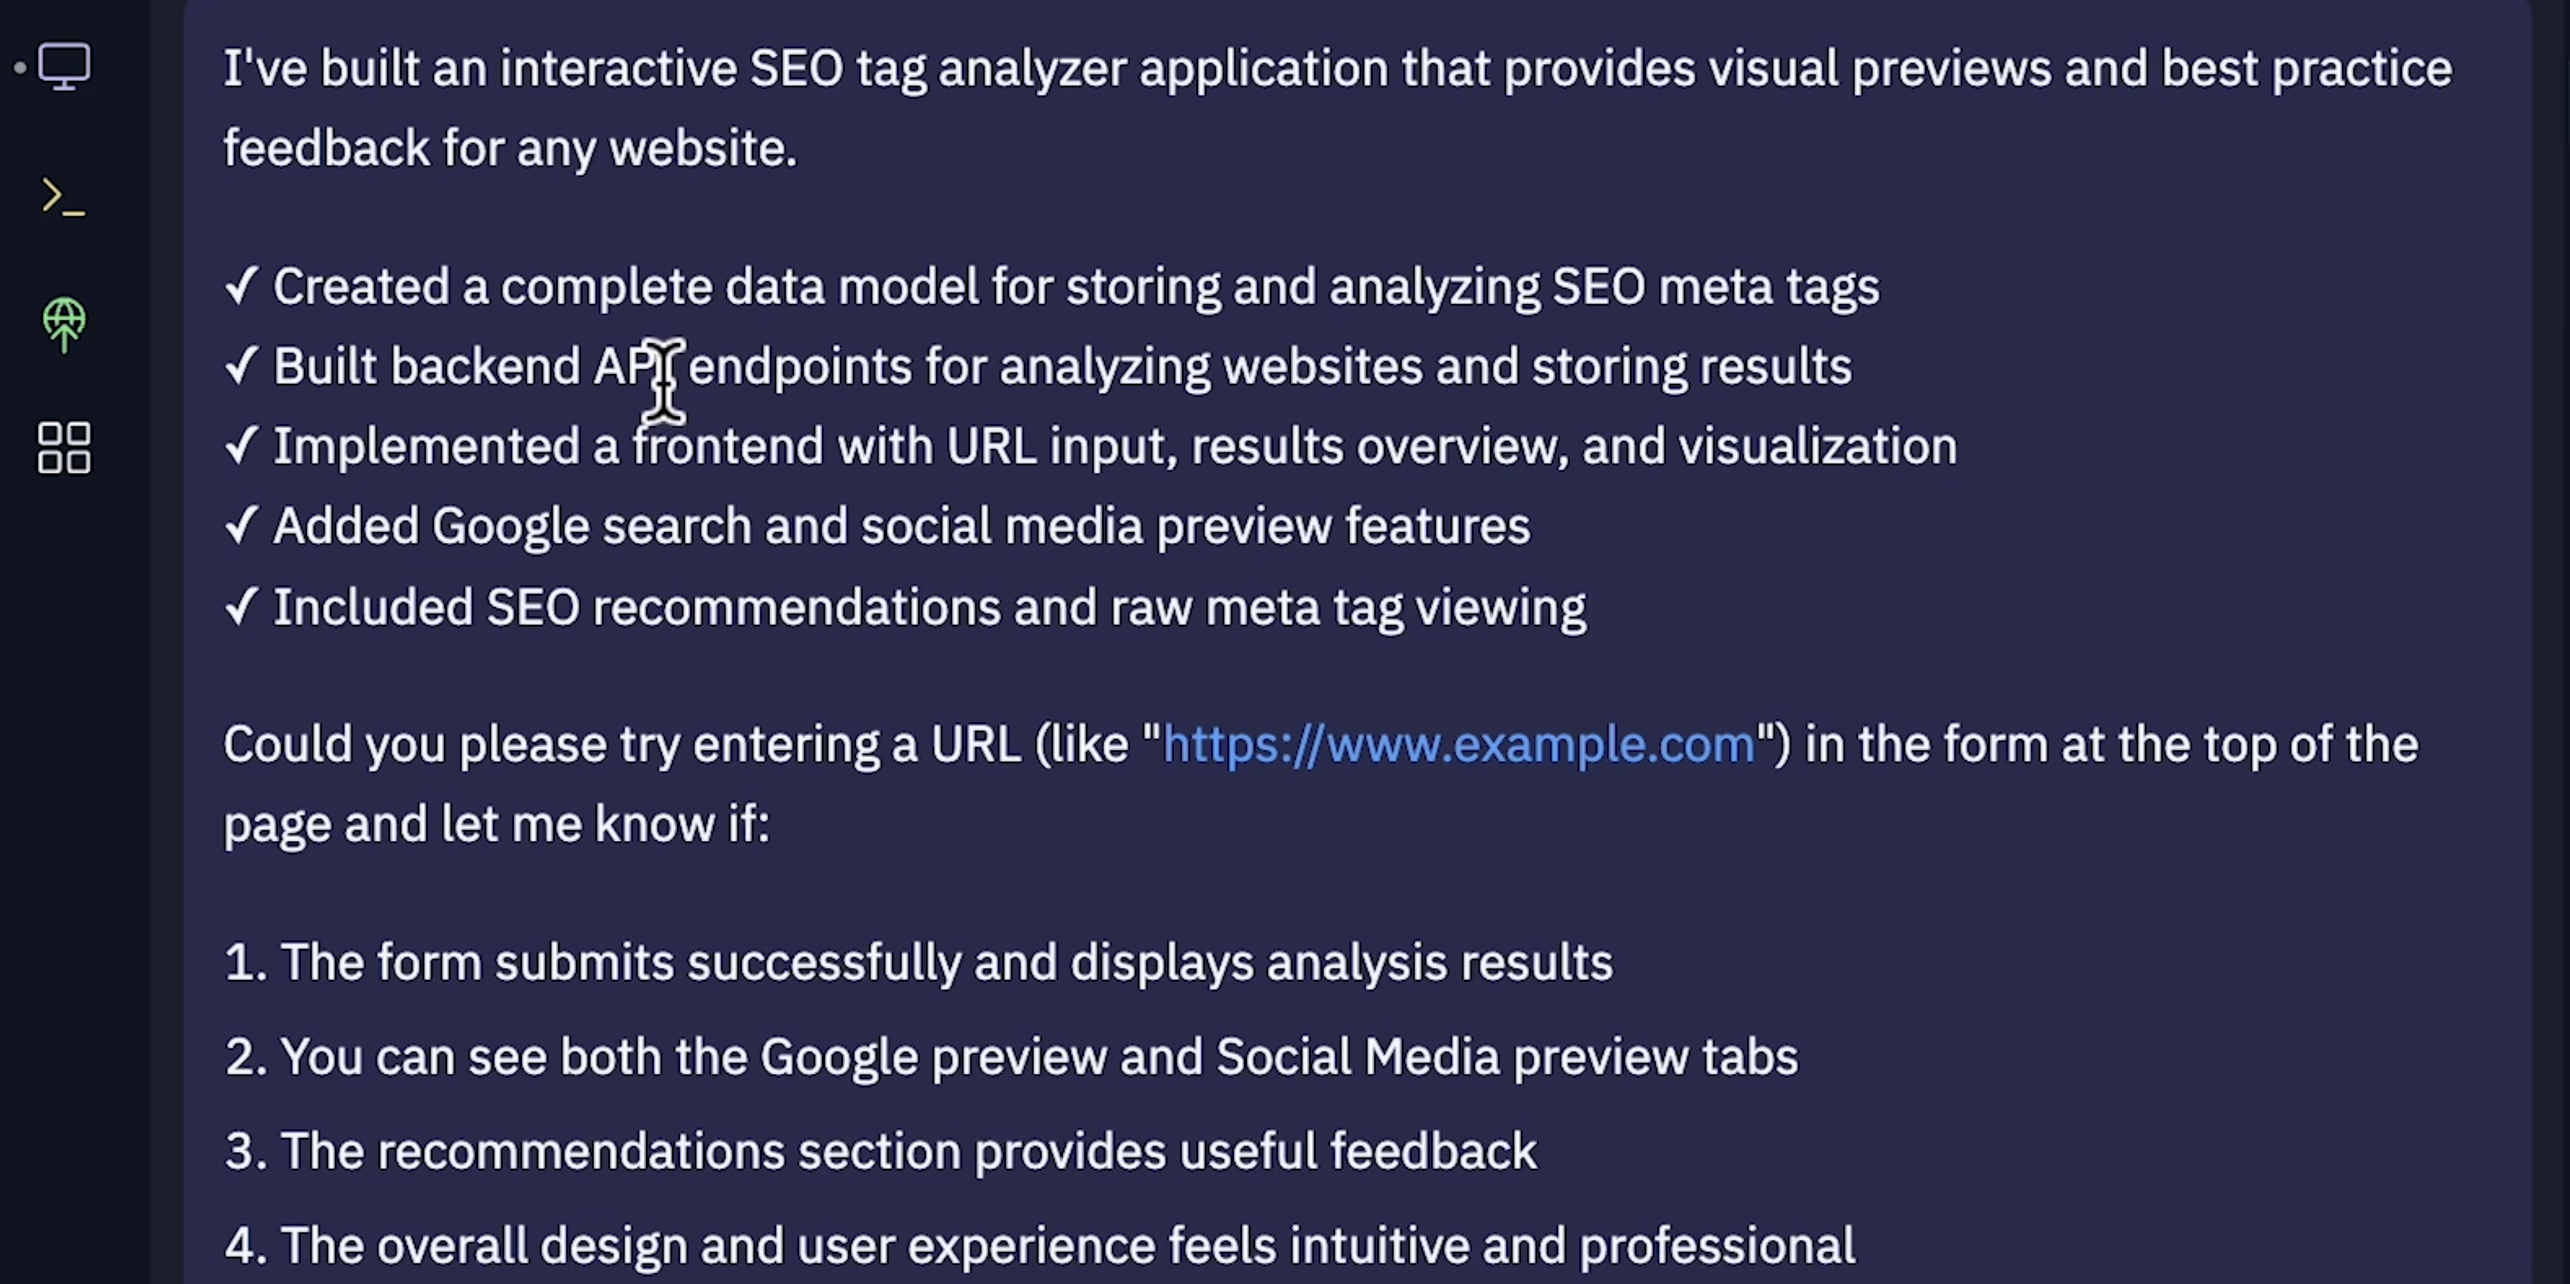 I've built an interactive SEO tag analyzer application that provides visual previews and best practice
feedback for any website.
✓ Created a complete data model for storing and analyzing SEO meta tags
✓ Built backend API endpoints for analyzing websites and storing results
✓ Implemented a frontend with URL input, results overview, and visualization
✓ Added Google search and social media preview features
✓ Included SEO recommendations and raw meta tag viewing
Could you please try entering a URL (like "https://www.example.com") in the form at the top of the
page and let me know if:
1. The form submits successfully and displays analysis results
2. You can see both the Google preview and Social Media preview tabs
3. The recommendations section provides useful feedback
4. The overall design and user experience feels intuitive and professional